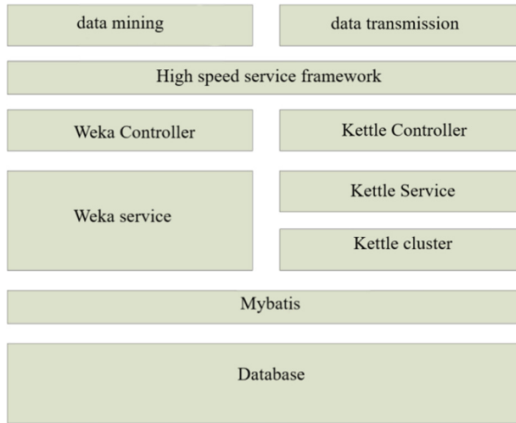 data mining
data transmission
High speed service framework
Weka Controller
Kettle Controller
Weka service
Kettle Service
Kettle cluster
Mybatis
Database